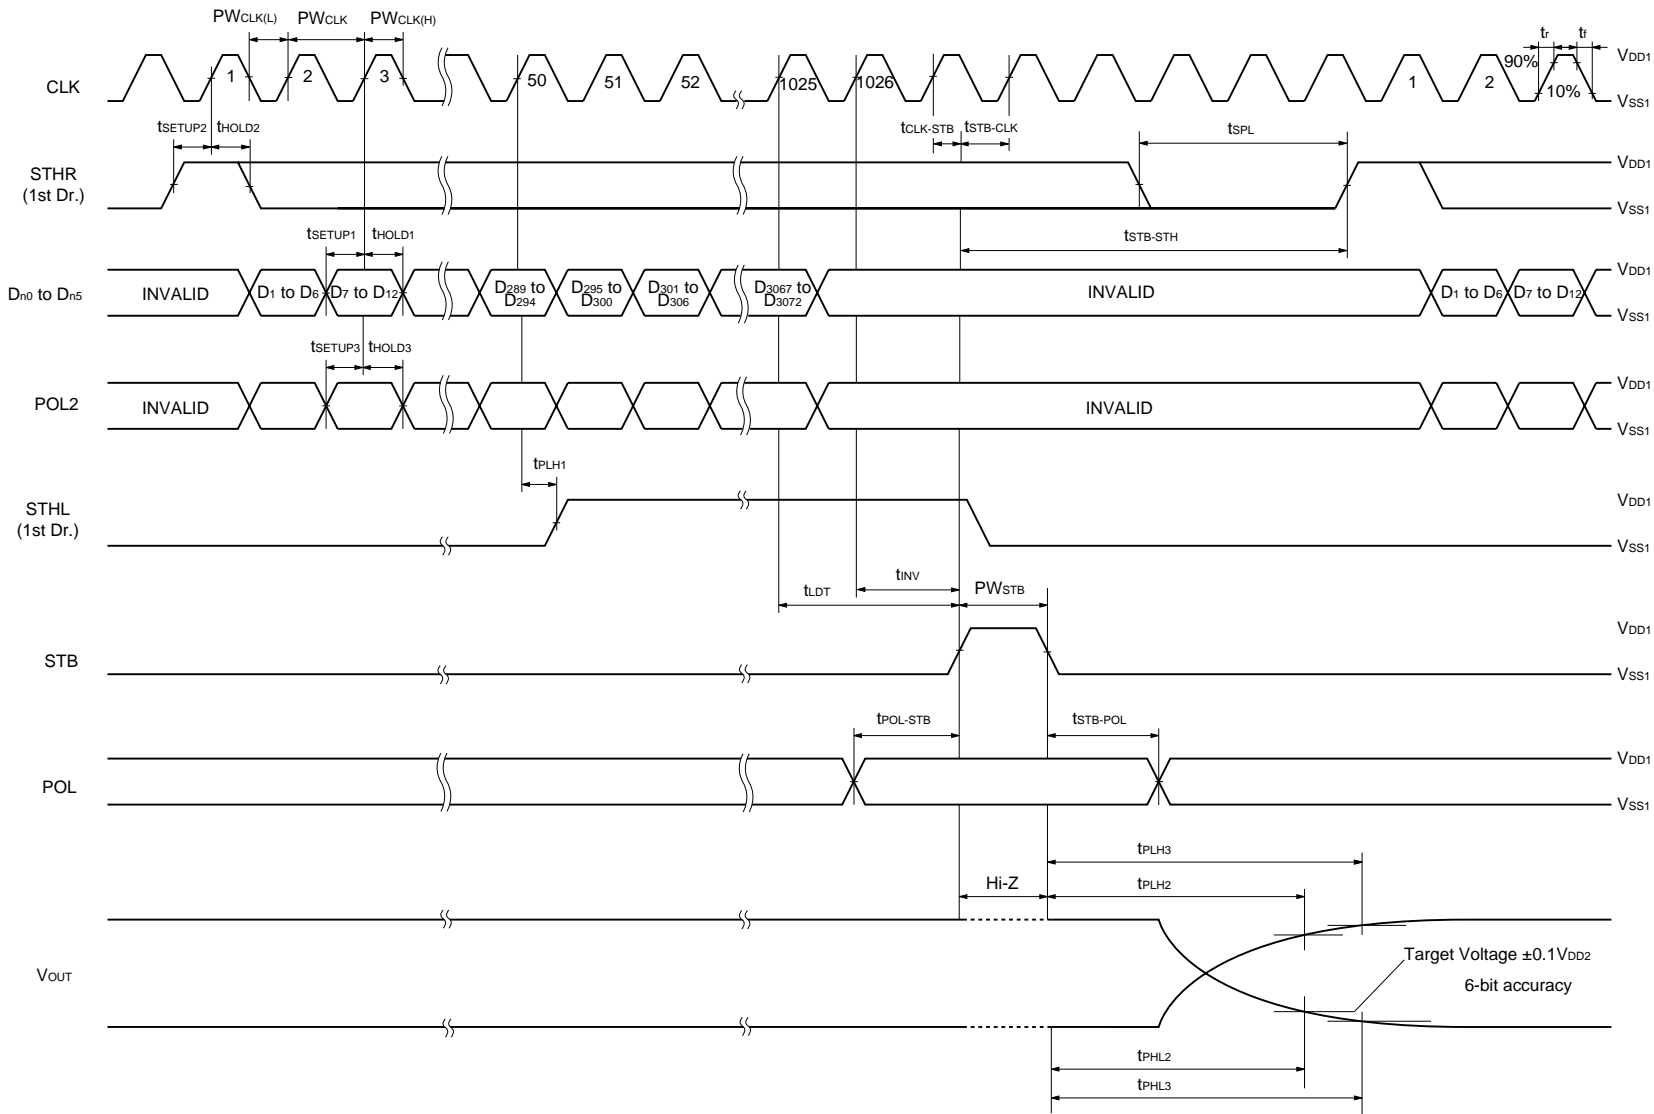 PWCLK(L) PWCLK PWCLK(H)
tr tf
CLK 1 2 3 50 51 52 1025 1026 1 2 90% 10% VDD1
VSS1
tSETUP2 tHOLD2 tCLK-STB tSTB-CLK tSPL
STHR
(1st Dr.)
VDD1
VSS1
tSETUP1 tHOLD1 tSTB-STH
Dn0 to Dn5 INVALID D1 to D6 D7 to D12 D289 to D294 D295 to D300 D301 to D306 D3067 to D3072 INVALID D1 to D6 D7 to D12 VDD1
VSS1
tSETUP3 tHOLD3
POL2 INVALID INVALID VDD1
VSS1
tPLH1
STHL
(1st Dr.)
VDD1
VSS1
tLDT tINV PWSTB
STB VDD1
VSS1
tPOL-STB tSTB-POL
POL VDD1
VSS1
tPLH3
Hi-Z tPLH2
VOUT
Target Voltage ±0.1VDD2
6-bit accuracy
tPHL2
tPHL3